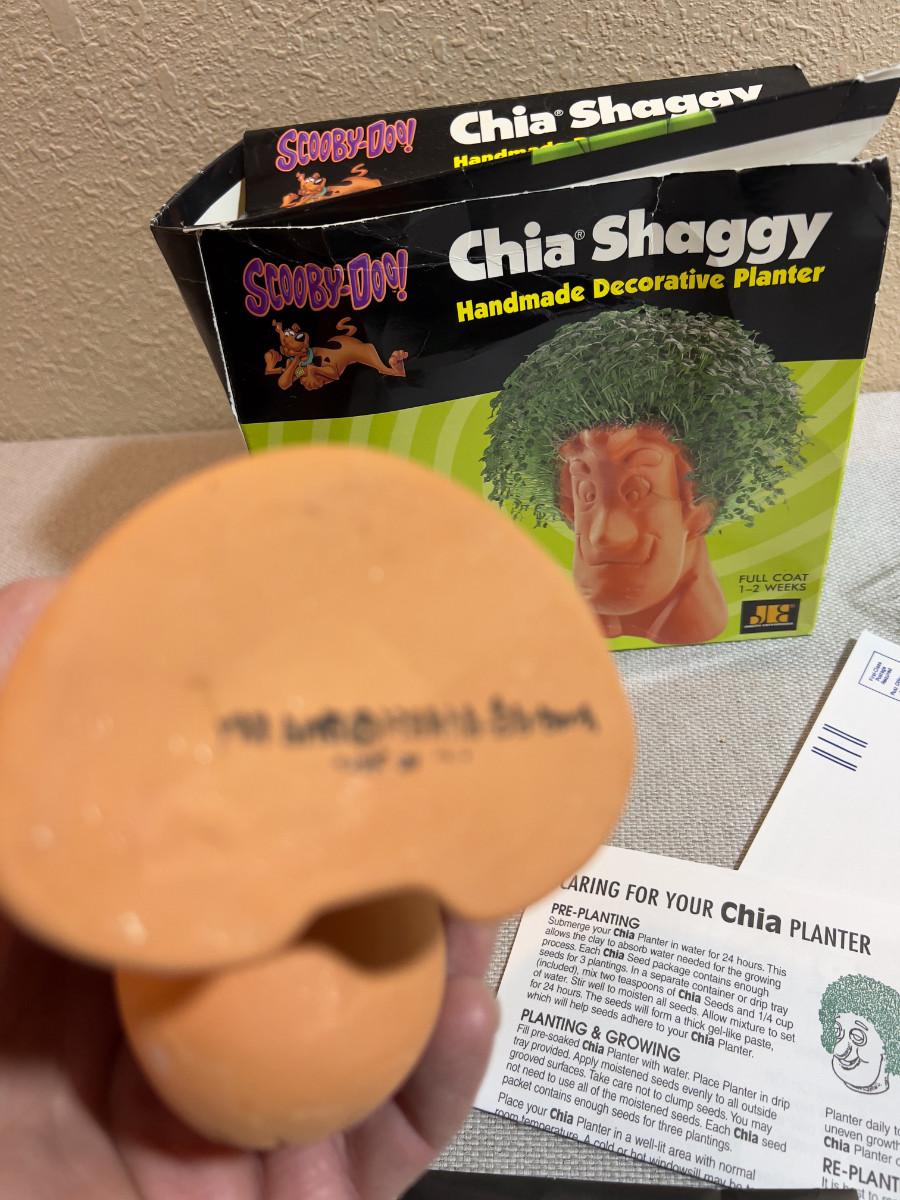 SCOOBY-DOO!
Chia® Shaggy
SCOOBY-DOO!
Chia® Shaggy
Handmade Decorative Planter
FULL COAT
1–2 WEEKS
CARING FOR YOUR Chia PLANTER
PRE-PLANTING
Submerge your Chia Planter in water for 24 hours. This
allows the clay to absorb water needed for the growing
process. Each Chia Seed package contains enough
seeds for 3 plantings. In a separate container or drip tray
(included), mix two teaspoons of Chia Seeds and 1/4 cup
of water. Stir well to moisten all seeds. Allow mixture to set
for 24 hours. The seeds will form a thick gel-like paste,
which will help seeds adhere to your Chia Planter.
PLANTING & GROWING
Fill pre-soaked Chia Planter with water. Place Planter in drip
tray provided. Apply moistened seeds evenly to all outside
grooved surfaces. Take care not to clump seeds. You may
not need to use all of the moistened seeds. Each Chia seed
packet contains enough seeds for three plantings.
Place your Chia Planter in a well-lit area with normal
room temperature. A cold or hot windowsill may be
Planter daily
uneven growth
Chia Planter
RE-PLANT